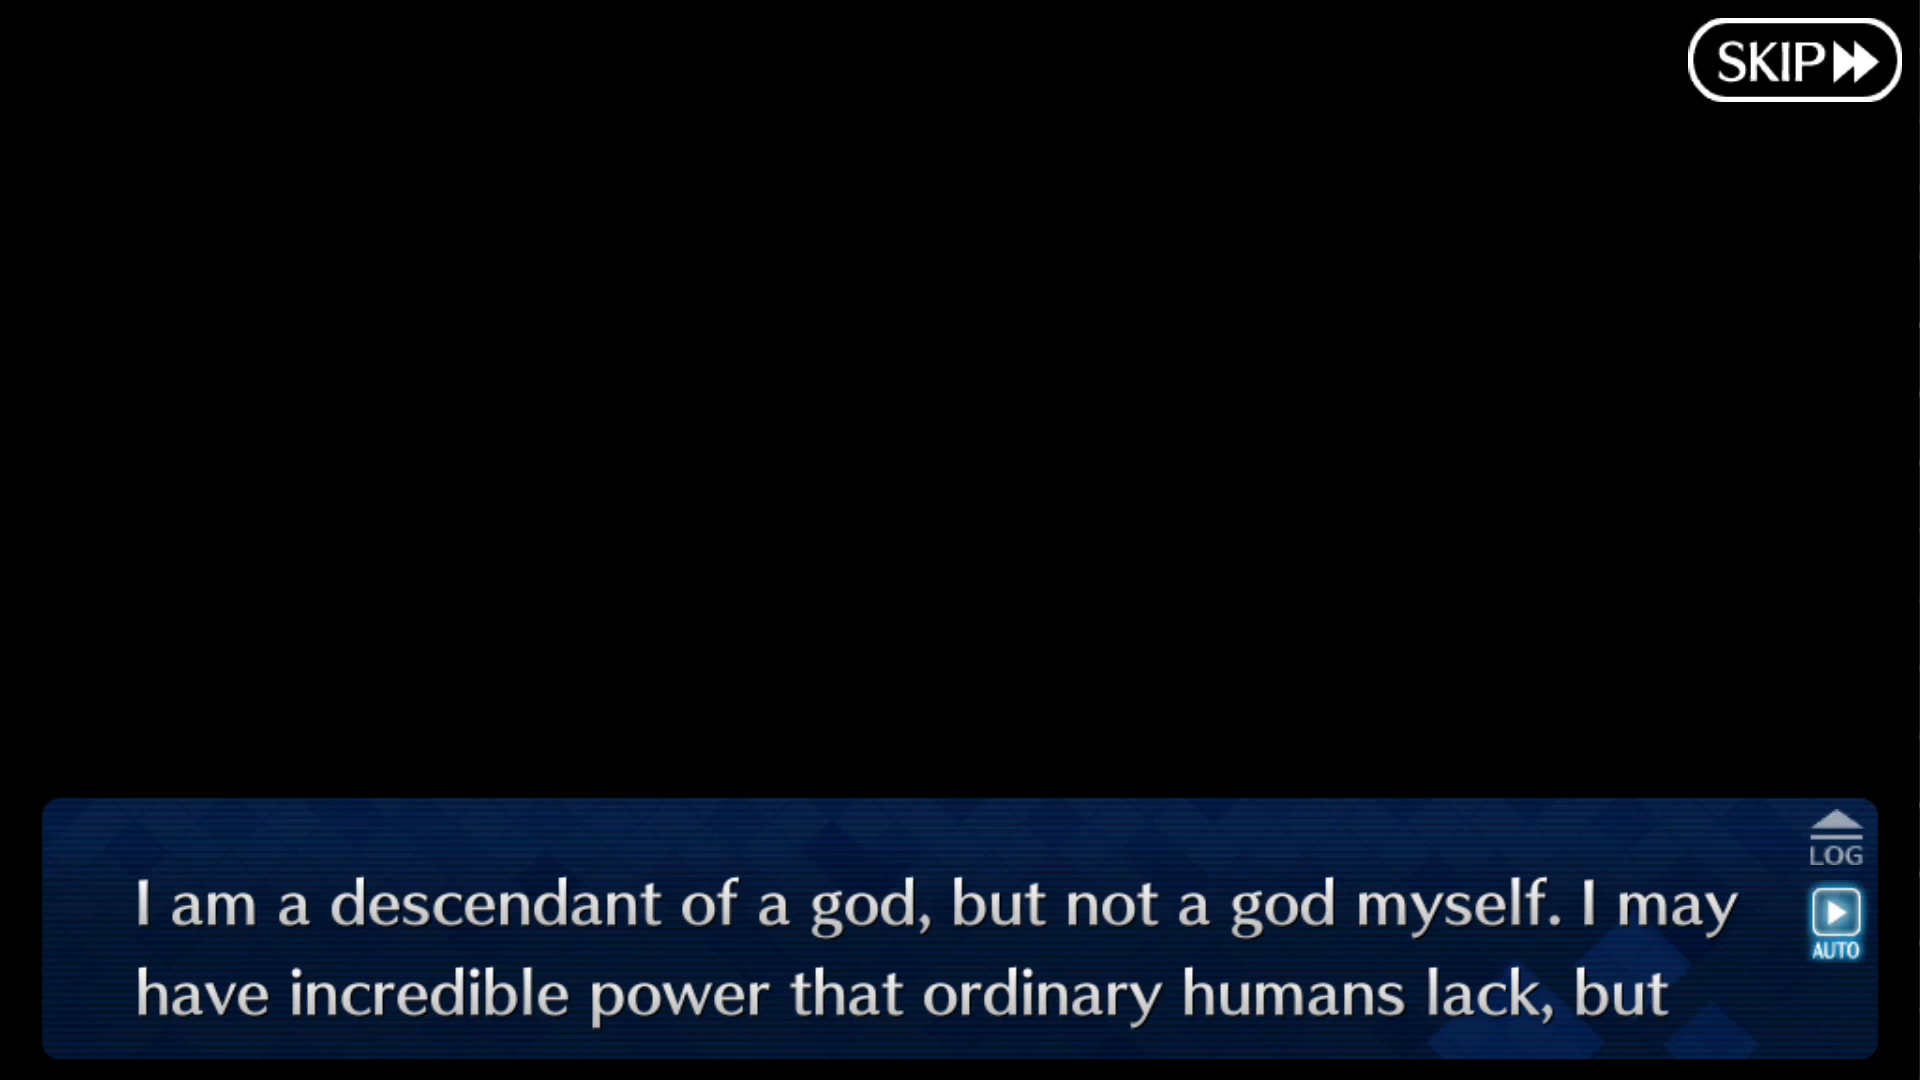 SKIP
LOG
AUTO
I am a descendant of a god, but not a god myself. I may
have incredible power that ordinary humans lack, but